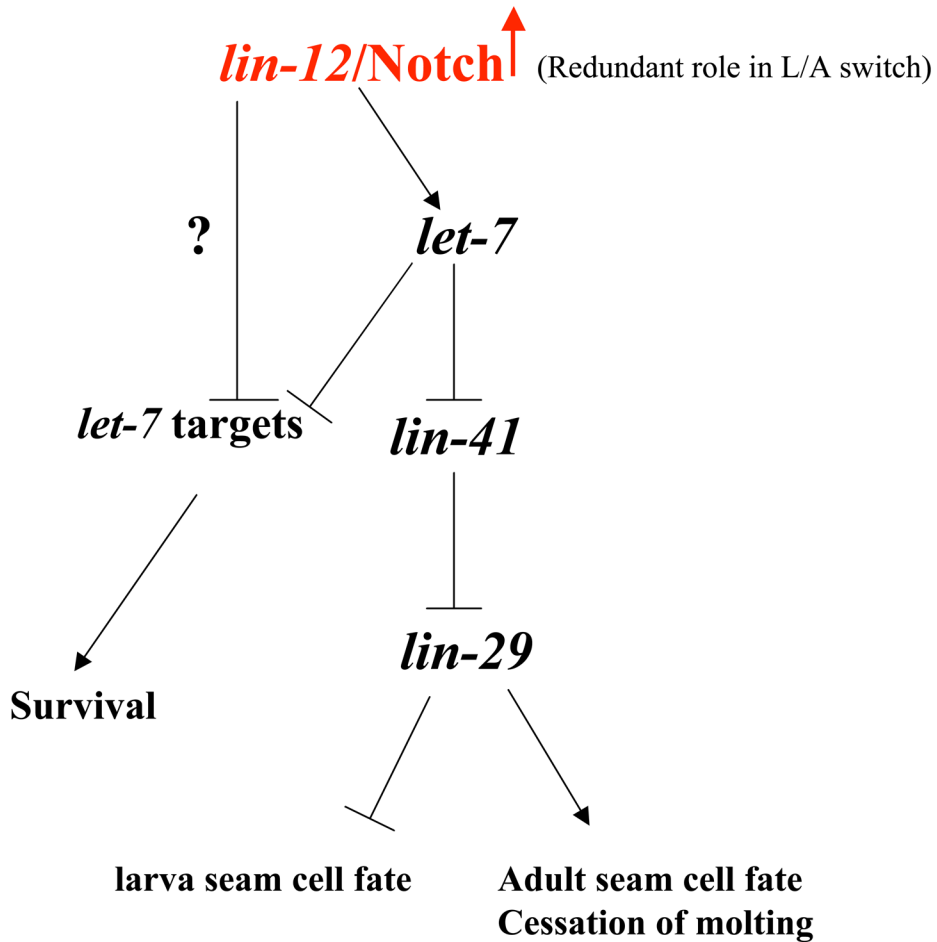 lin-12/Notch (Redundant role in L/A switch)
?
let-7
let-7 targets
lin-41
lin-29
Survival
larva seam cell fate
Adult seam cell fate
Cessation of molting